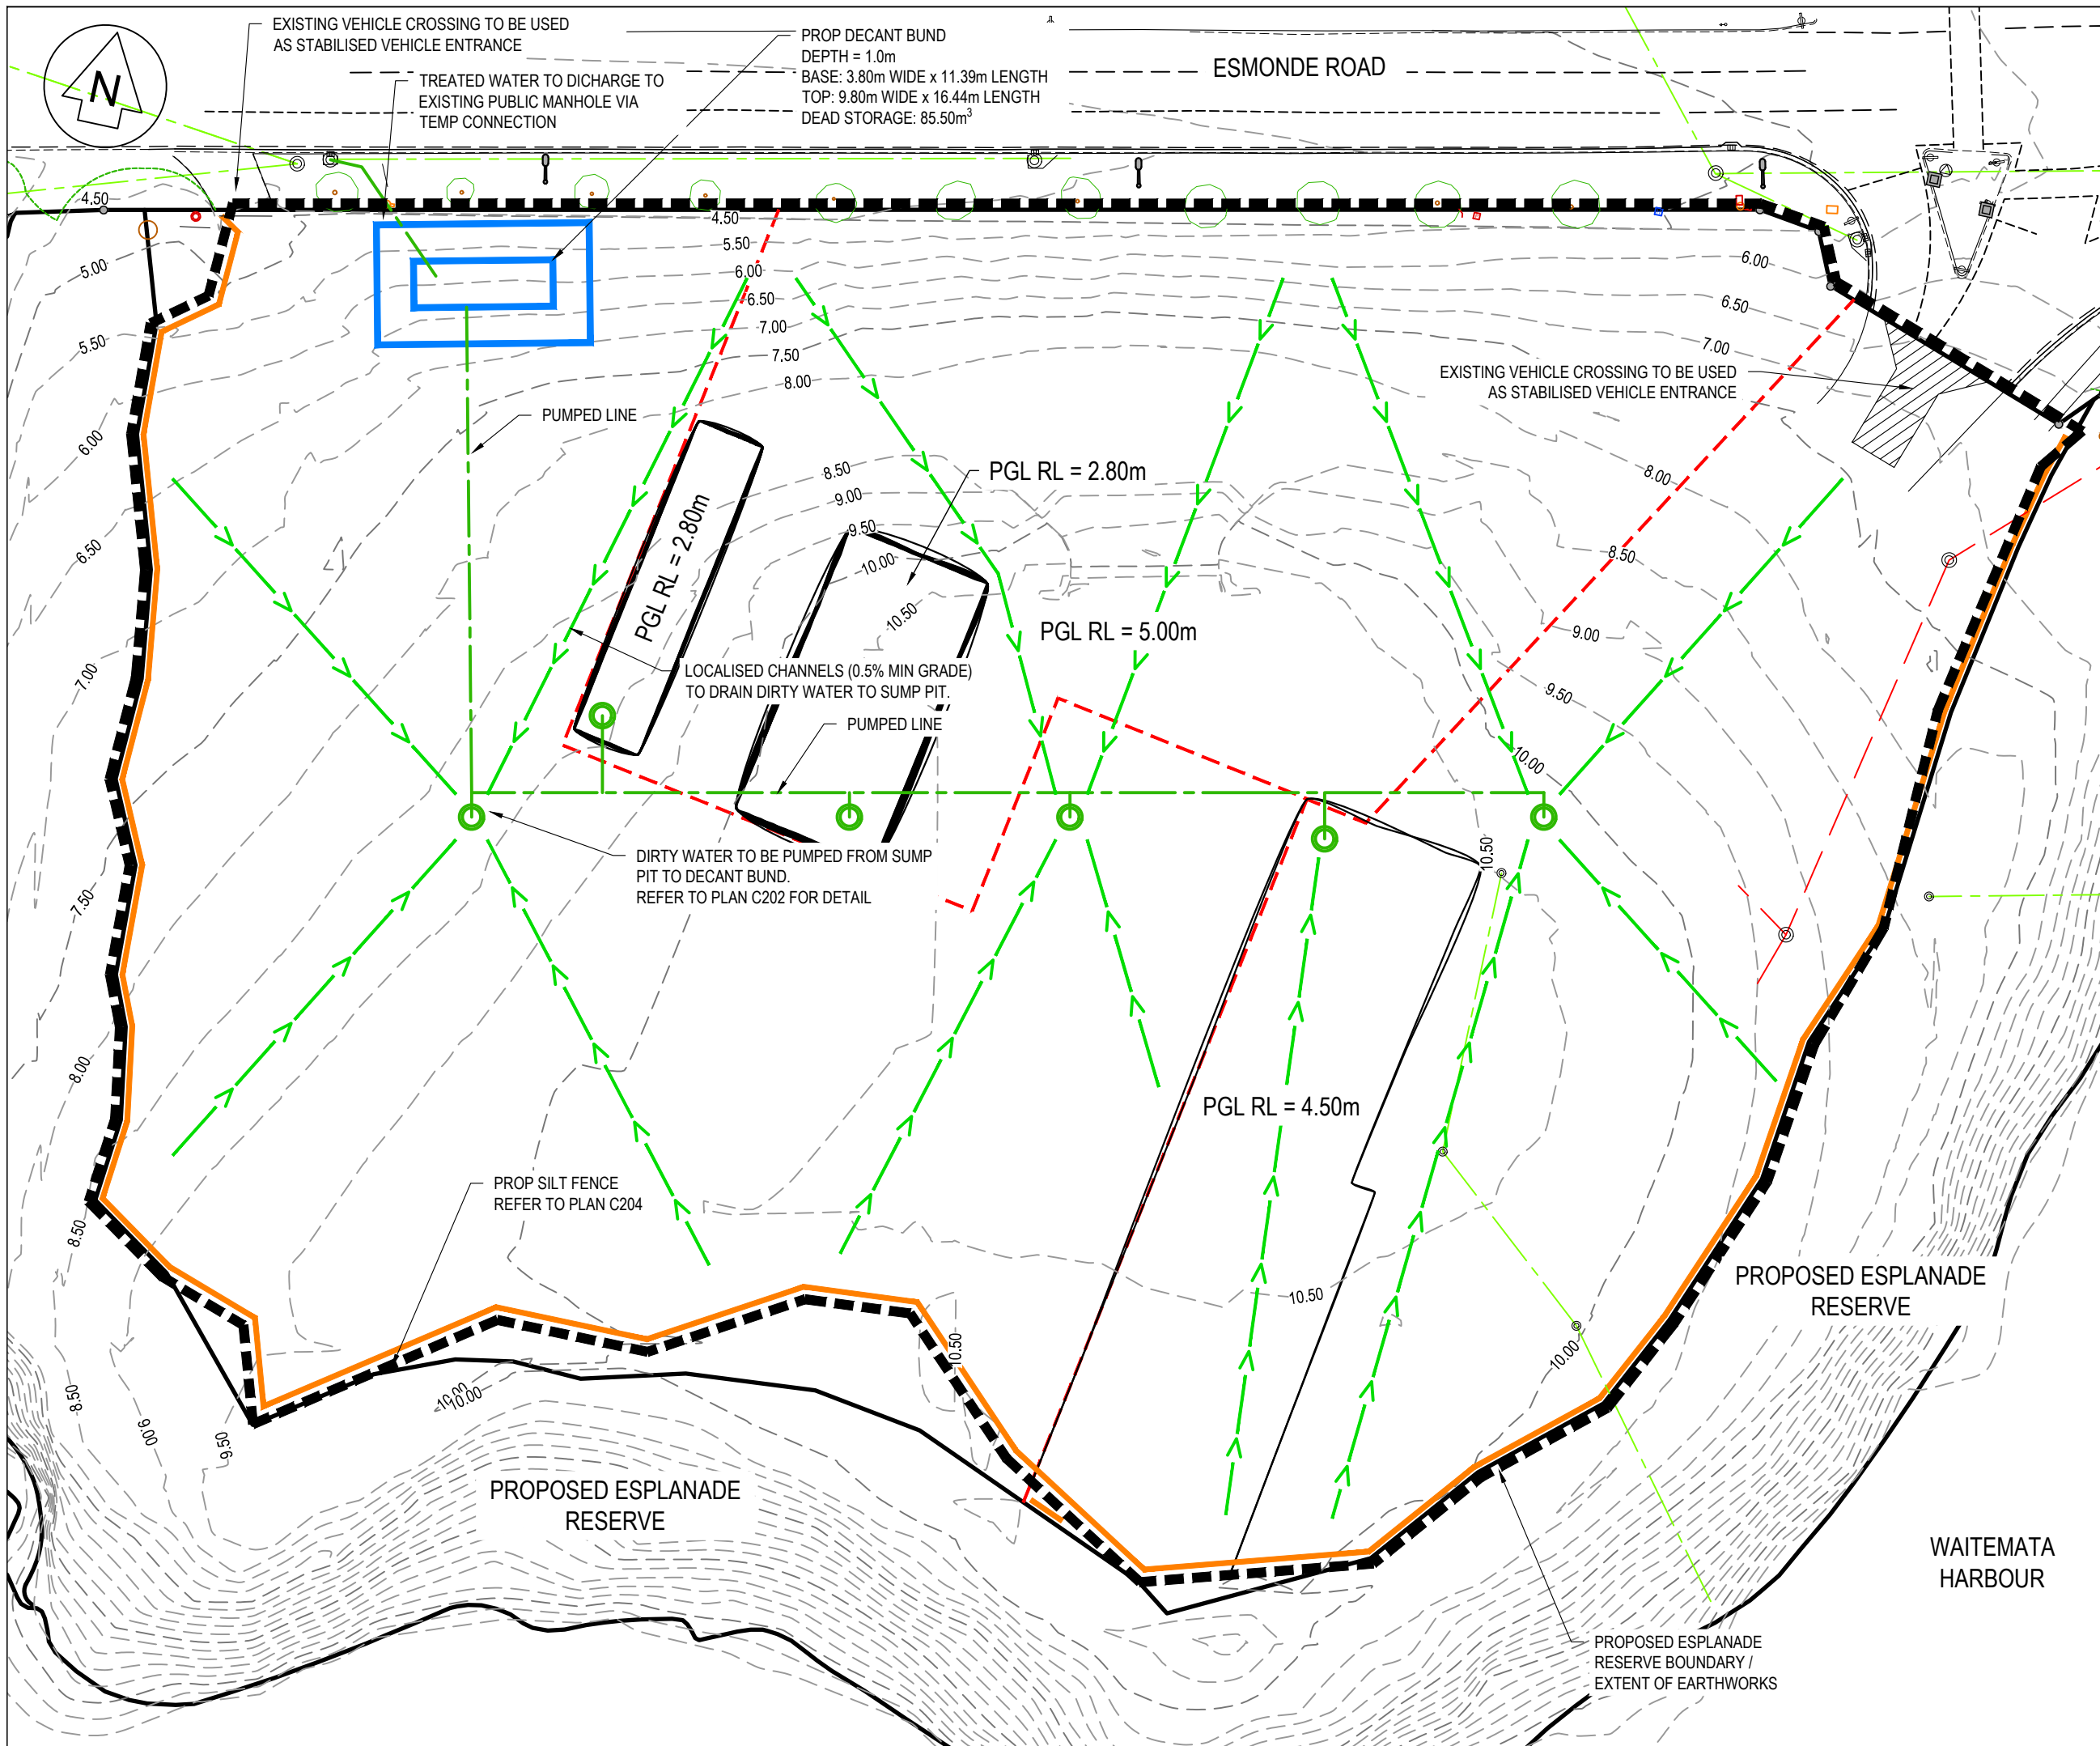 EXISTING VEHICLE CROSSING TO BE USED
AS STABILISED VEHICLE ENTRANCE
TREATED WATER TO DICHARGE TO
EXISTING PUBLIC MANHOLE VIA
TEMP CONNECTION
PROP DECANT BUND
DEPTH = 1.0m
BASE: 3.80m WIDE x 11.39m LENGTH
TOP: 9.80m WIDE x 16.44m LENGTH
DEAD STORAGE: 85.50m³
ESMONDE ROAD
N
4.50
4.50
5.00
5.50
5.50
6.00
6.00
6.50
6.50
7.00
7.00
7.50
8.00
EXISTING VEHICLE CROSSING TO BE USED
AS STABILISED VEHICLE ENTRANCE
PUMPED LINE
6.00
8.50
PGL RL = 2.80m
8.00
9.00
9.50
6.50
10.00
8.50
PGL RL = 2.80m
10.50
PGL RL = 5.00m
9.00
7.00
LOCALISED CHANNELS (0.5% MIN GRADE)
TO DRAIN DIRTY WATER TO SUMP PIT.
9.50
PUMPED LINE
10.00
DIRTY WATER TO BE PUMPED FROM SUMP
PIT TO DECANT BUND.
REFER TO PLAN C202 FOR DETAIL
10.50
7.50
8.00
PGL RL = 4.50m
PROP SILT FENCE
REFER TO PLAN C204
8.50
PROPOSED ESPLANADE
RESERVE
10.50
10.50
10.00
8.50
9.00
9.50
10.00
10.00
PROPOSED ESPLANADE
RESERVE
WAITEMATA
HARBOUR
PROPOSED ESPLANADE
RESERVE BOUNDARY /
EXTENT OF EARTHWORKS